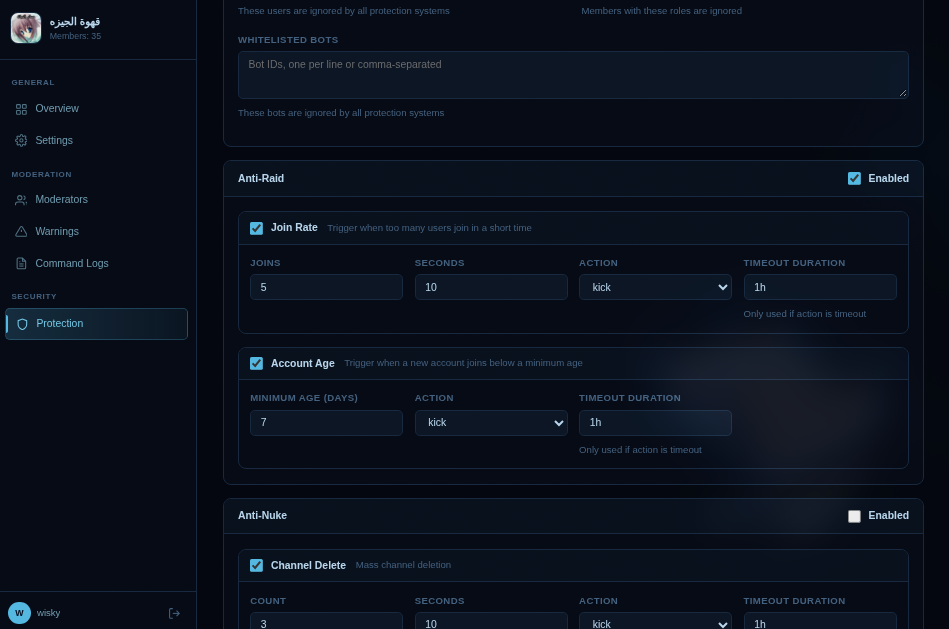 قهوة الجيزه
Members: 35
GENERAL
Overview
Settings
MODERATION
Moderators
Warnings
Command Logs
SECURITY
Protection
W wisky
These users are ignored by all protection systems
Members with these roles are ignored
WHITELISTED BOTS
Bot IDs, one per line or comma-separated
These bots are ignored by all protection systems
Anti-Raid Enabled
Join Rate Trigger when too many users join in a short time
JOINS SECONDS ACTION TIMEOUT DURATION
5 10 kick 1h
Only used if action is timeout
Account Age Trigger when a new account joins below a minimum age
MINIMUM AGE (DAYS) ACTION TIMEOUT DURATION
7 kick 1h
Only used if action is timeout
Anti-Nuke Enabled
Channel Delete Mass channel deletion
COUNT SECONDS ACTION TIMEOUT DURATION
3 10 kick 1h